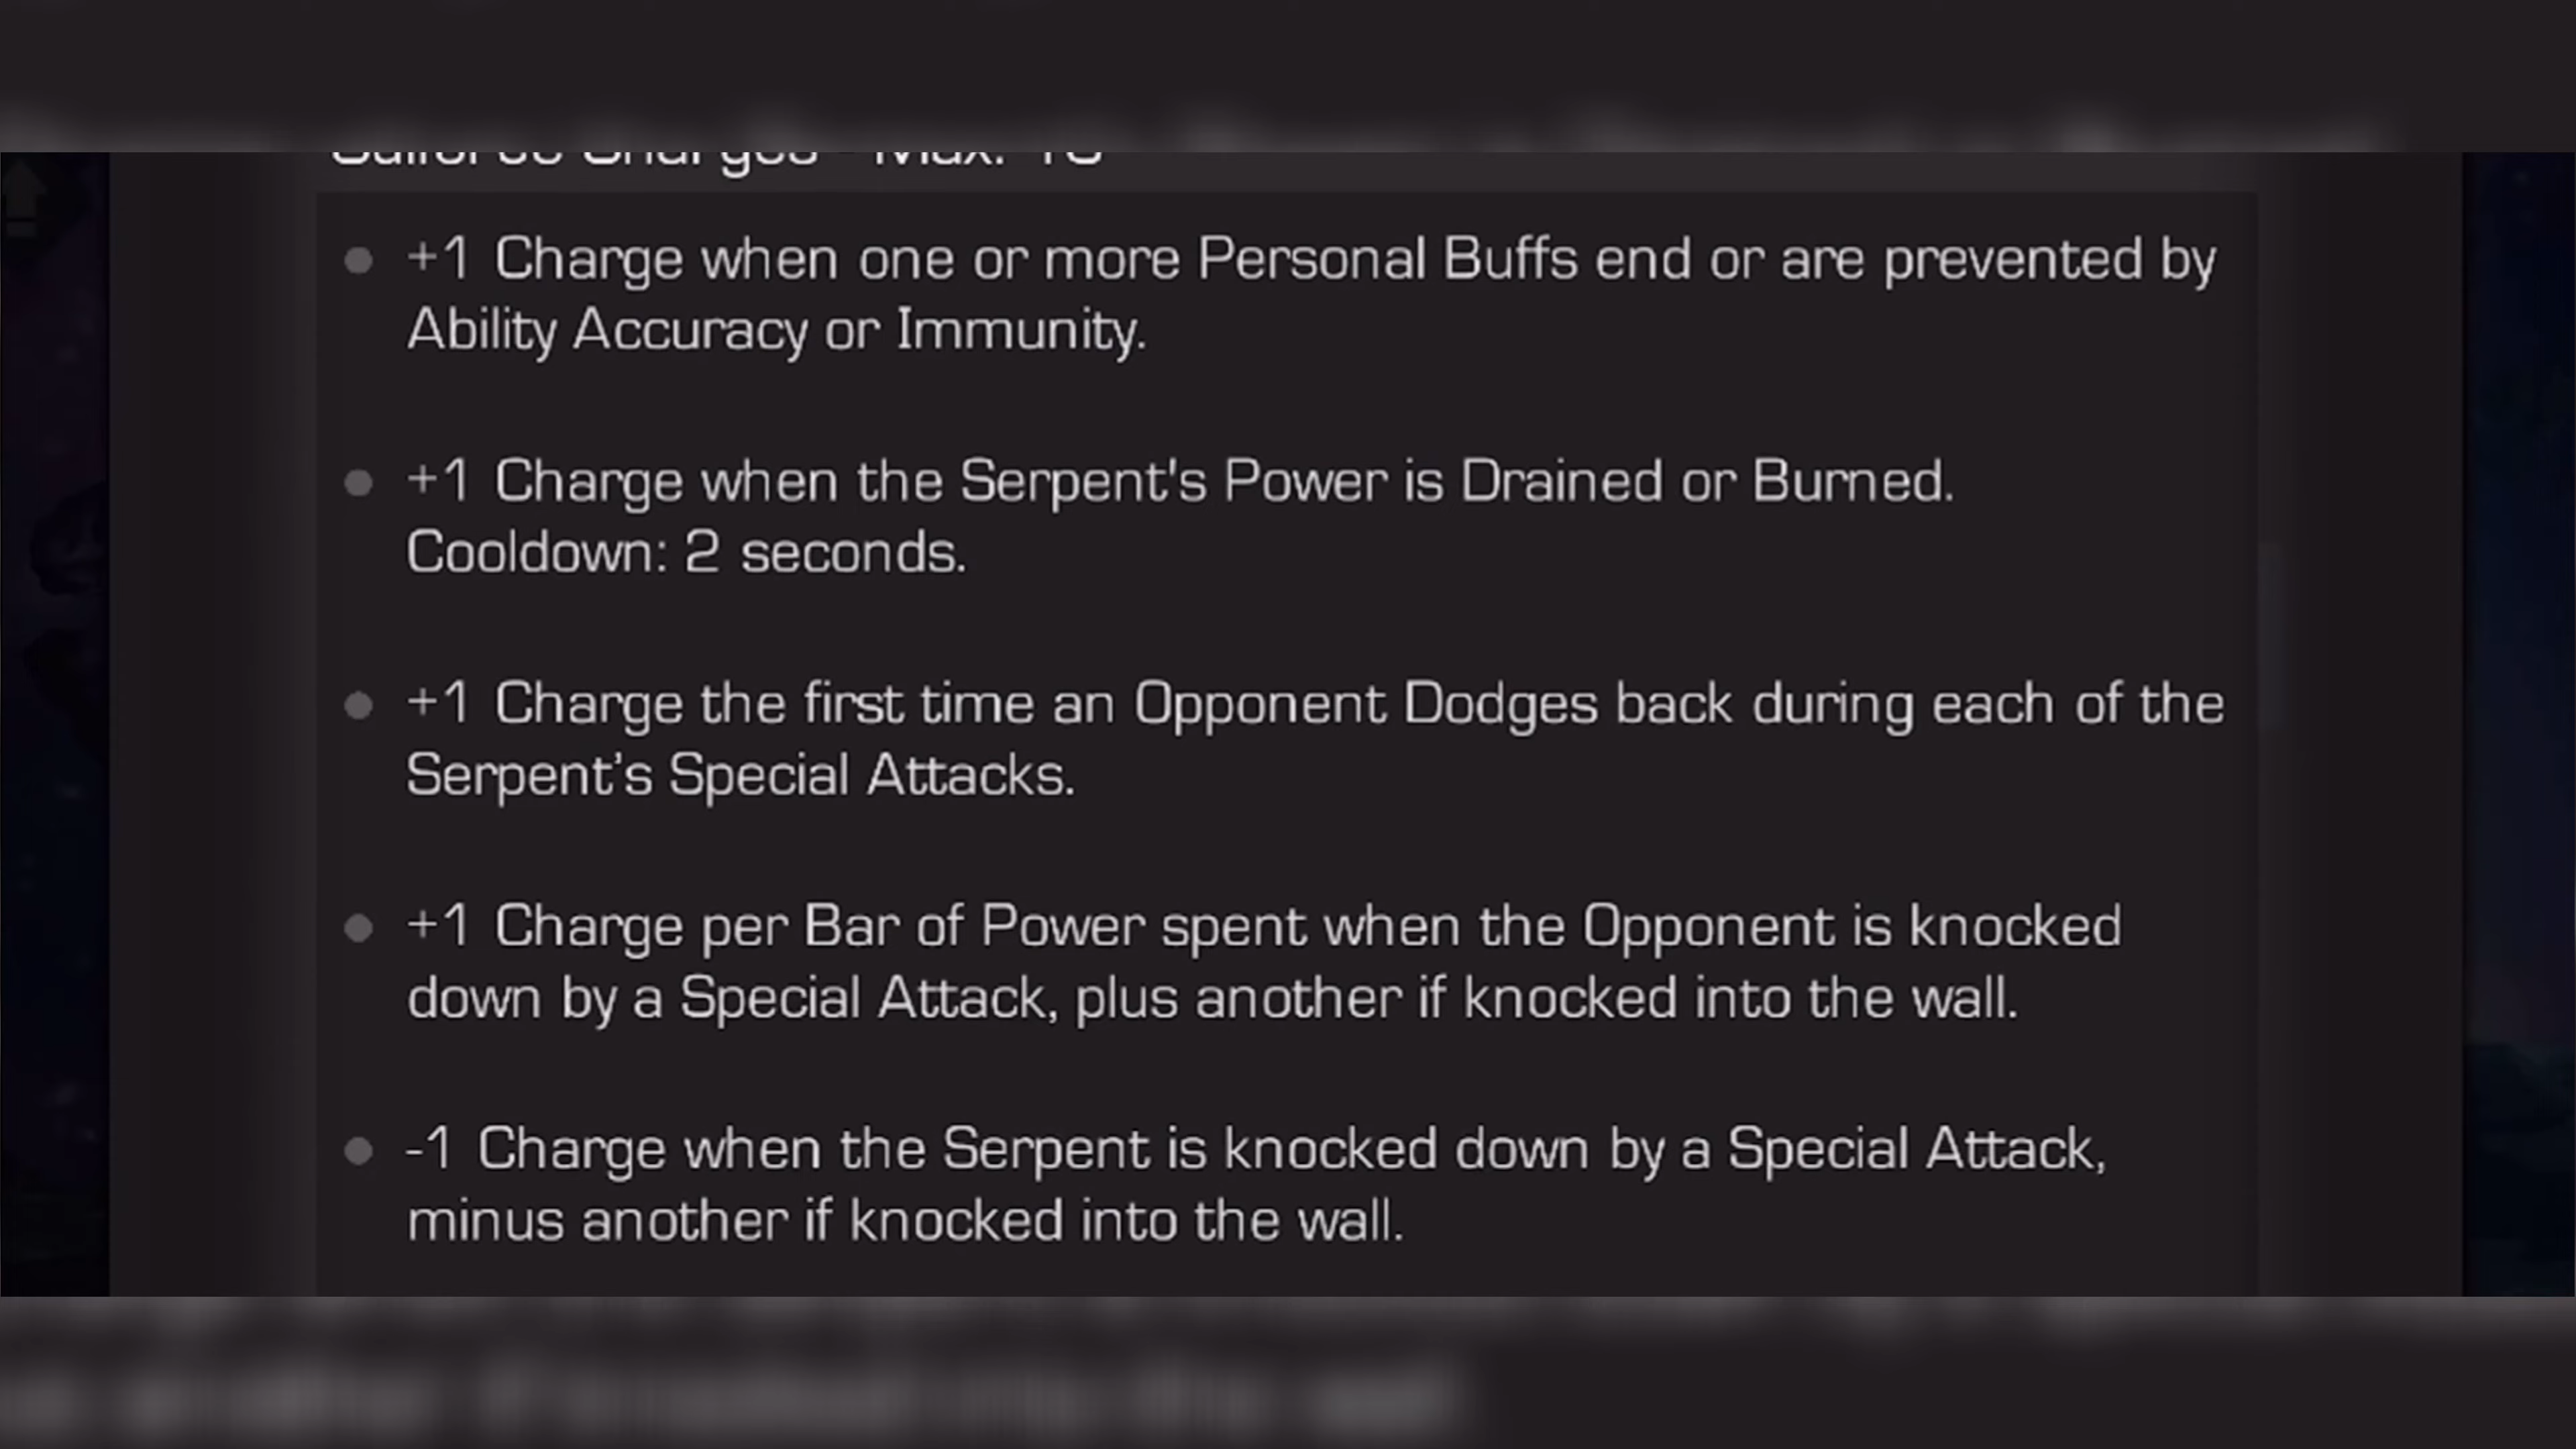 Charges - Max:
+1 Charge when one or more Personal Buffs end or are prevented by
Ability Accuracy or Immunity.
+1 Charge when the Serpent's Power is Drained or Burned.
Cooldown: 2 seconds.
+1 Charge the first time an Opponent Dodges back during each of the
Serpent’s Special Attacks.
+1 Charge per Bar of Power spent when the Opponent is knocked
down by a Special Attack, plus another if knocked into the wall.
-1 Charge when the Serpent is knocked down by a Special Attack,
minus another if knocked into the wall.